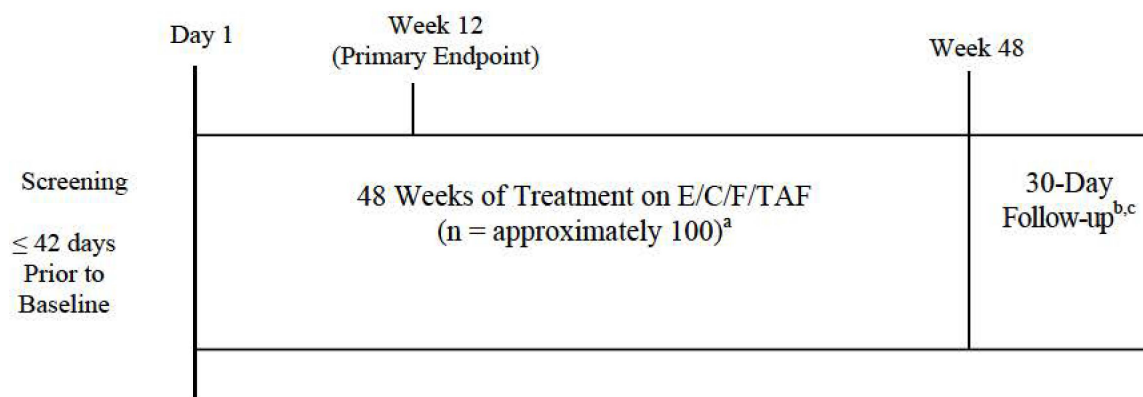 Day 1
Week 12
(Primary Endpoint)
Week 48
Screening
≤ 42 days
Prior to
Baseline
48 Weeks of Treatment on E/C/F/TAF
(n = approximately 100)ᵃ
30-Day
Follow-upᵇ,ᶜ